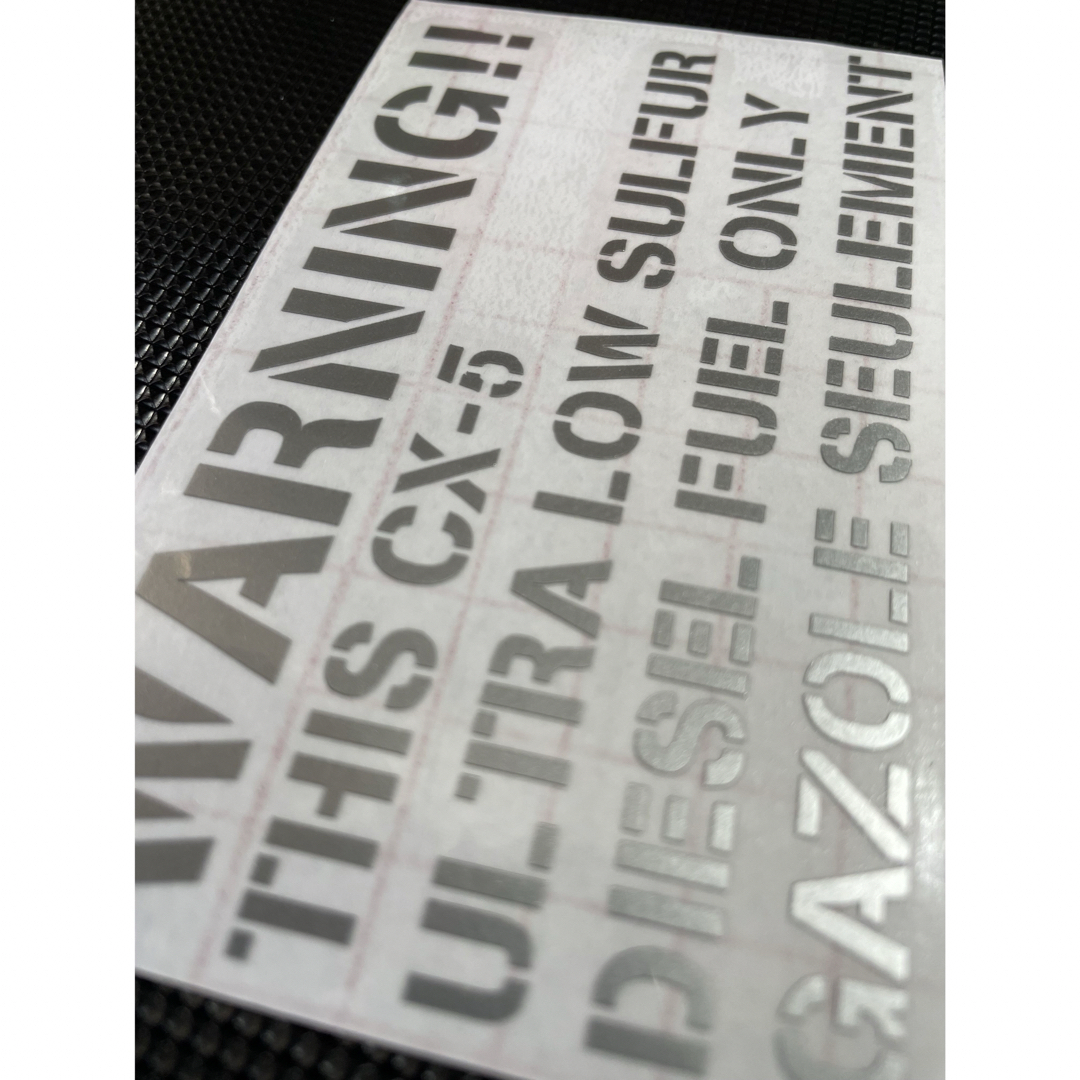 WARNING!!
THIS CX-5
ULTRA LOW SULFUR
DIESEL FUEL ONLY
GAZOLE SEULEMENT